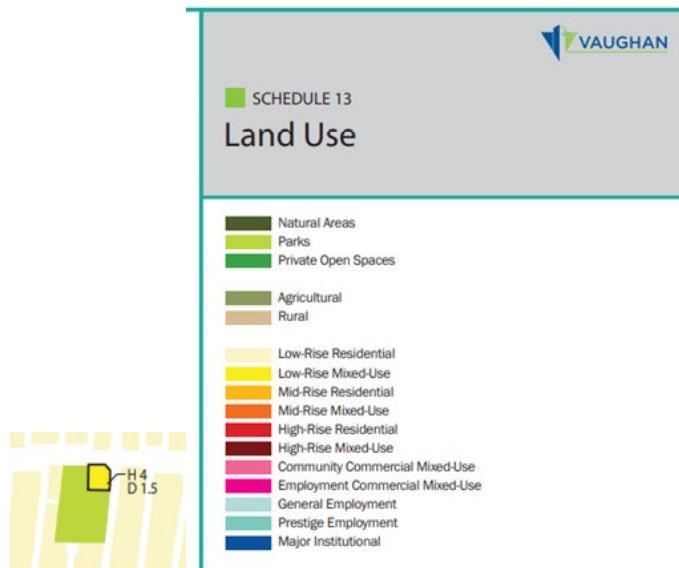 VAUGHAN
SCHEDULE 13
Land Use
Natural Areas
Parks
Private Open Spaces
Agricultural
Rural
Low-Rise Residential
Low-Rise Mixed-Use
Mid-Rise Residential
Mid-Rise Mixed-Use
High-Rise Residential
High-Rise Mixed-Use
Community Commercial Mixed-Use
Employment Commercial Mixed-Use
General Employment
Prestige Employment
Major Institutional
H 4
D 1.5